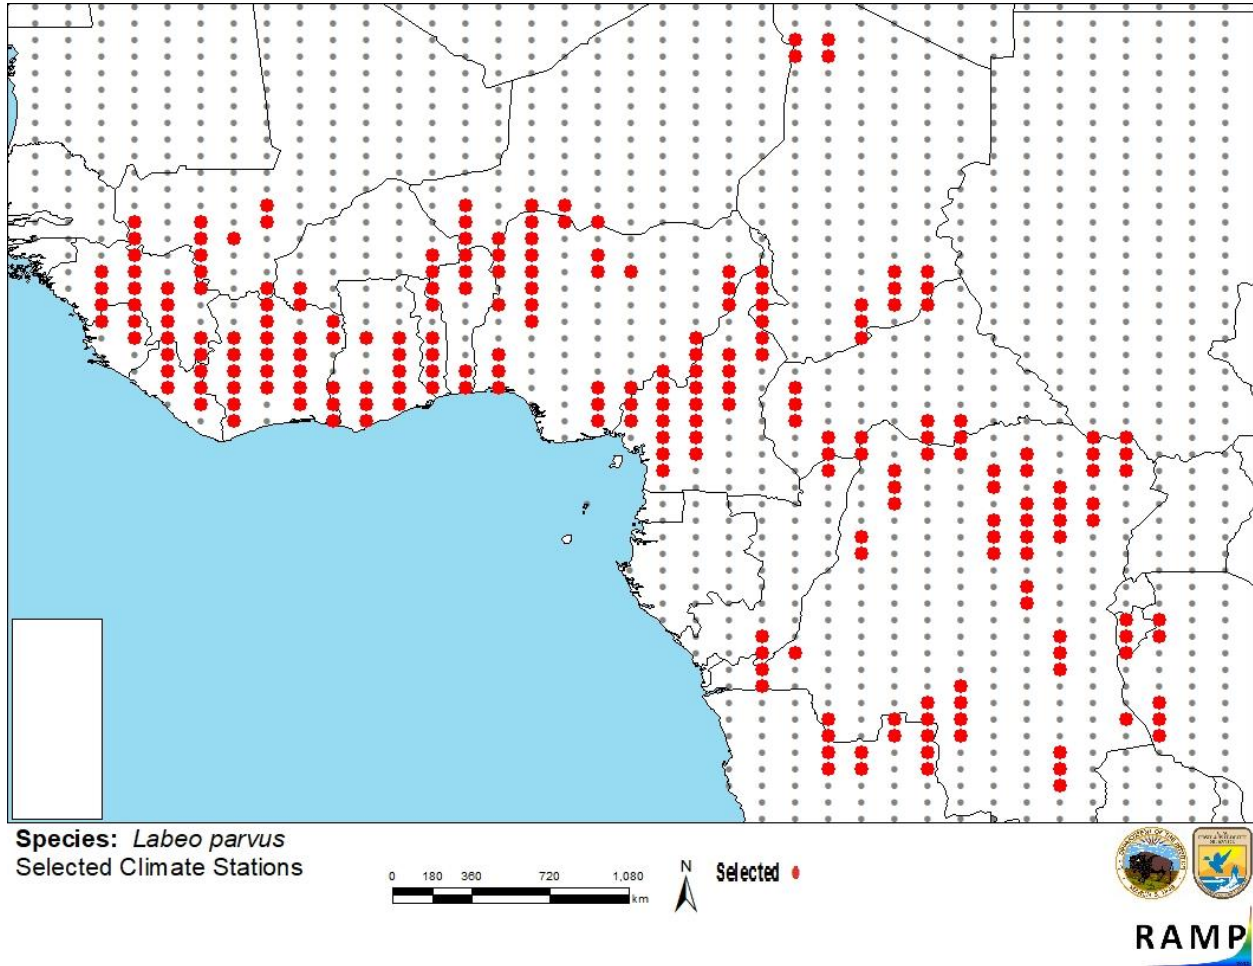 Species: Labeo parvus
Selected Climate Stations
0 180 360 720 1,080
km
N
Selected
RAMP